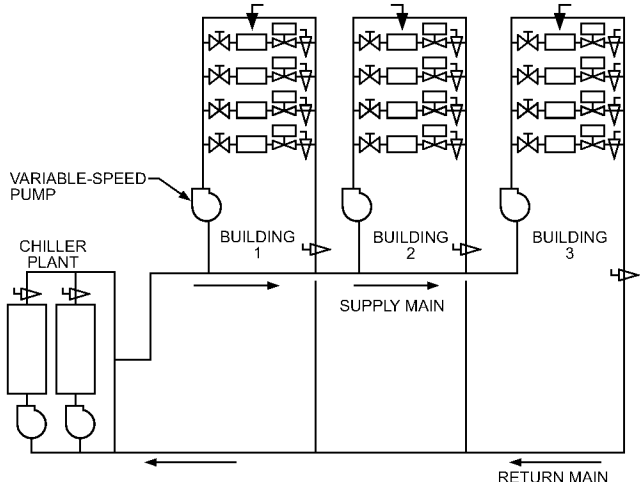 VARIABLE-SPEED
PUMP
CHILLER
PLANT
BUILDING
1
BUILDING
2
BUILDING
3
SUPPLY MAIN
RETURN MAIN